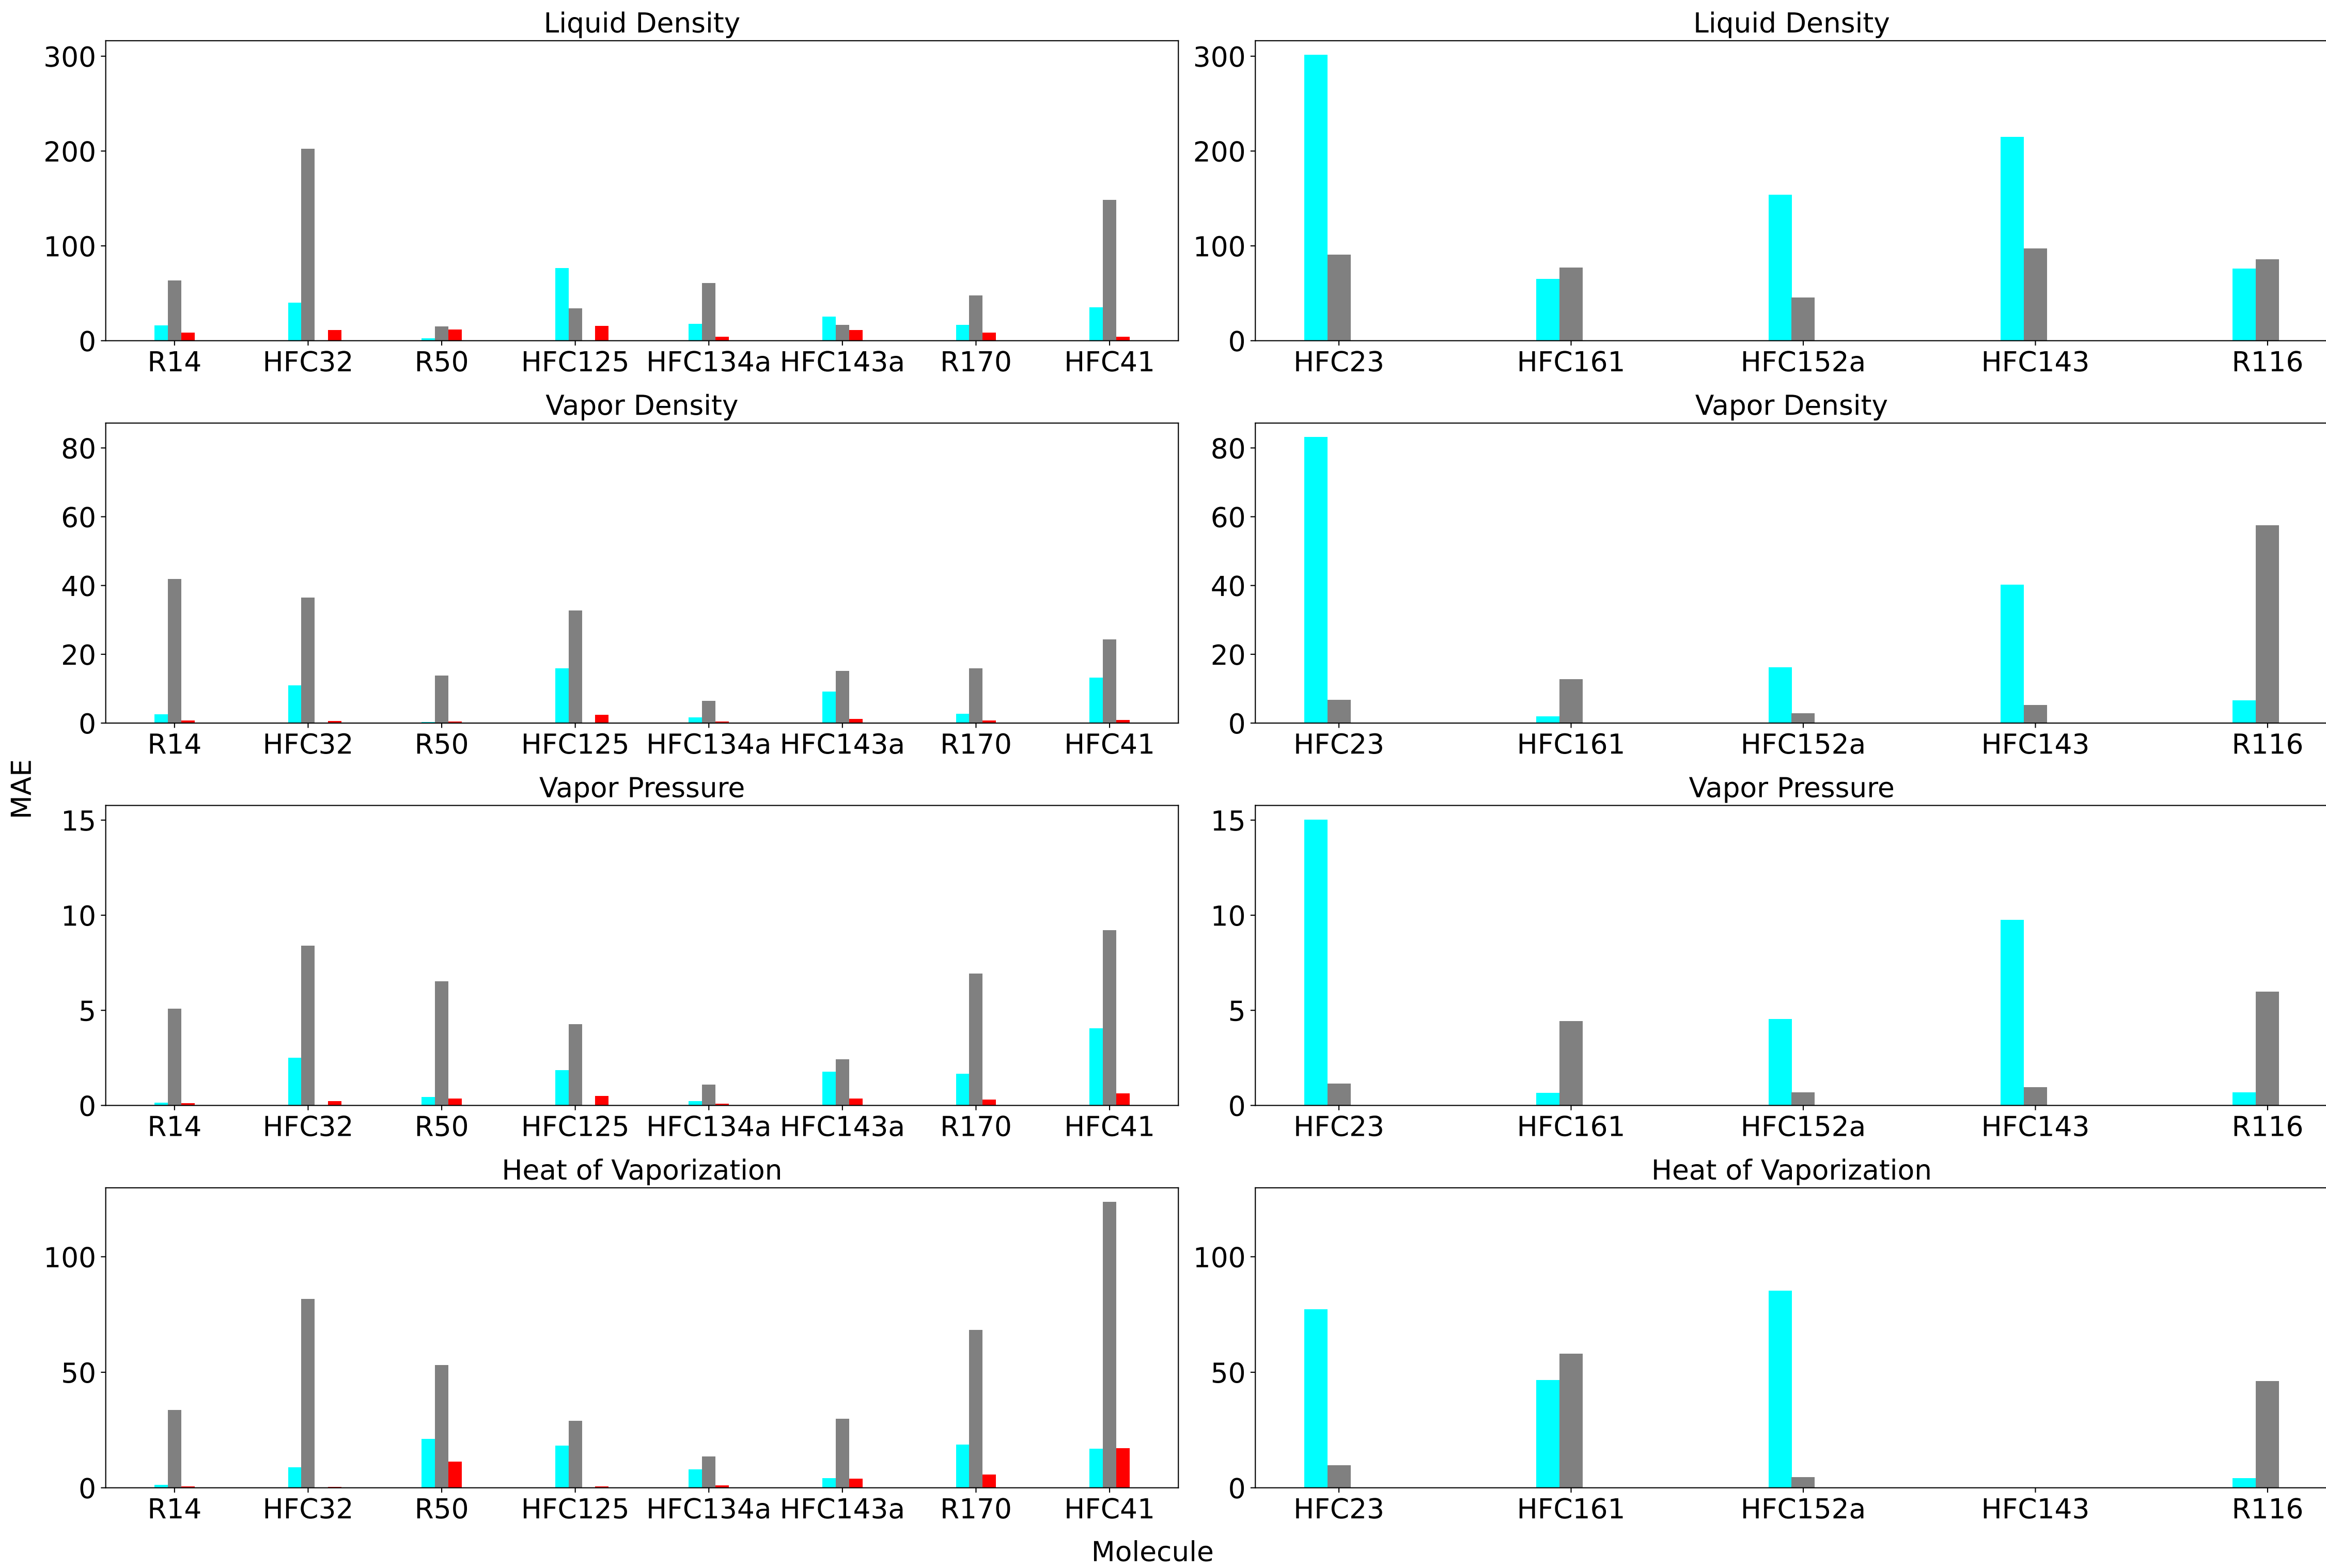 Liquid Density
300
200
100
0
R14 HFC32 R50 HFC125 HFC134a HFC143a R170 HFC41
Liquid Density
300
200
100
0
HFC23 HFC161 HFC152a HFC143 R116
Vapor Density
80
60
40
20
0
R14 HFC32 R50 HFC125 HFC134a HFC143a R170 HFC41
Vapor Density
80
60
40
20
0
HFC23 HFC161 HFC152a HFC143 R116
MAE
Vapor Pressure
15
10
5
0
R14 HFC32 R50 HFC125 HFC134a HFC143a R170 HFC41
Vapor Pressure
15
10
5
0
HFC23 HFC161 HFC152a HFC143 R116
Heat of Vaporization
100
50
0
R14 HFC32 R50 HFC125 HFC134a HFC143a R170 HFC41
Heat of Vaporization
100
50
0
HFC23 HFC161 HFC152a HFC143 R116
Molecule